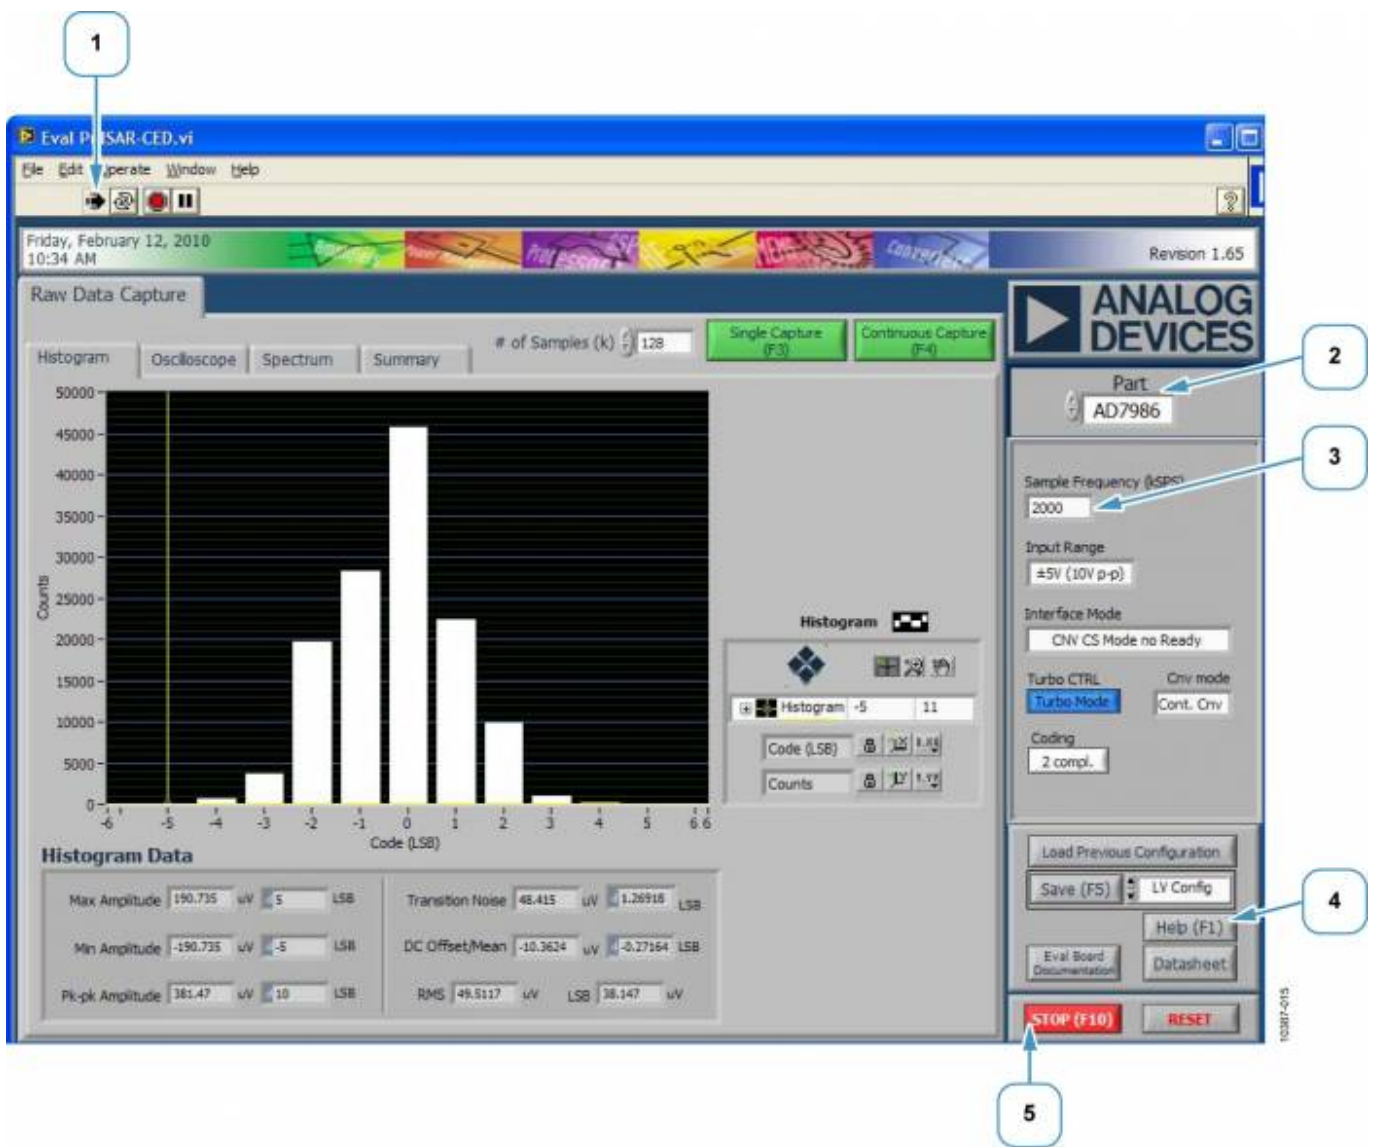 1
Eval PulSAR-CED.vi
File Edit Operate Window Help
Friday, February 12, 2010
10:34 AM
Revision 1.65
Raw Data Capture
ANALOG
DEVICES
# of Samples (k) 128
Single Capture
(F3)
Continuous Capture
(F4)
Histogram Oscilloscope Spectrum Summary
2
Part
AD7986
3
Sample Frequency (kSPS)
2000
Input Range
±5V (10V p-p)
Interface Mode
CNV CS Mode no Ready
Turbo CTRL Cnv mode
Turbo Mode Cont. Cnv
Coding
2 compl.
50000
45000
40000
35000
30000
25000
20000
15000
10000
5000
0
Counts
-6 -5 -4 -3 -2 -1 0 1 2 3 4 5 6 6
Code (LSB)
Histogram
Histogram -5 11
Code (LSB)
Counts
Histogram Data
Max Amplitude 190.735 uV 5 LSB
Min Amplitude -190.735 uV -5 LSB
Pk-pk Amplitude 381.47 uV 10 LSB
Transition Noise 48.415 uV 1.26918 LSB
DC Offset/Mean -10.3624 uV -0.27164 LSB
RMS 49.5117 uV LSB 38.147 uV
Load Previous Configuration
Save (F5) LV Config
4
Help (F1)
Eval Board
Documentation
Datasheet
STOP (F10) RESET
5
10387-015